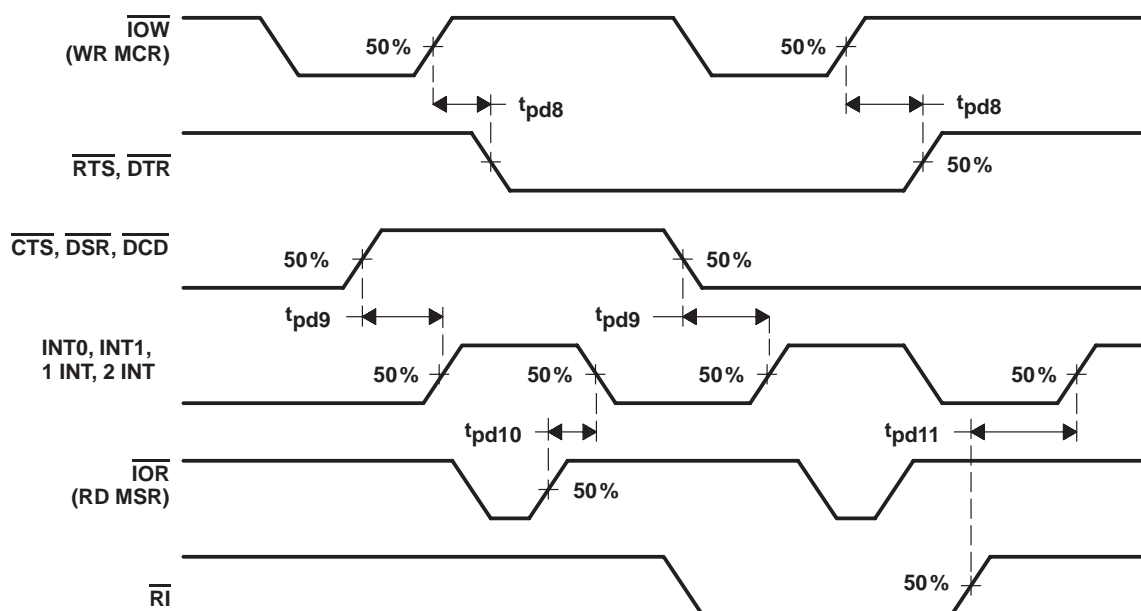 IOW
(WR MCR)
50%
50%
tpd8
tpd8
RTS, DTR
50%
CTS, DSR, DCD
50%
50%
tpd9
tpd9
INT0, INT1,
1 INT, 2 INT
50%
50%
50%
50%
tpd10
tpd11
IOR
(RD MSR)
50%
50%
RI